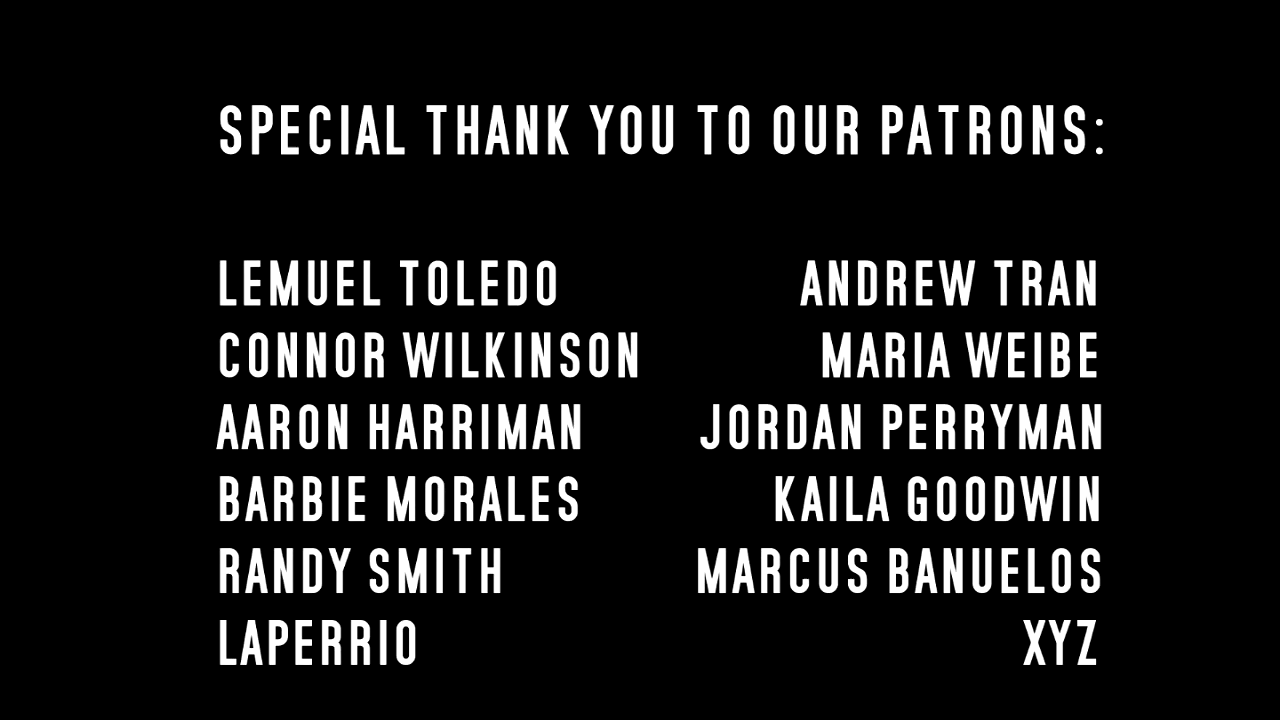 SPECIAL THANK YOU TO OUR PATRONS:
LEMUEL TOLEDO
CONNOR WILKINSON
AARON HARRIMAN
BARBIE MORALES
RANDY SMITH
LAPERRIO
ANDREW TRAN
MARIA WEIBE
JORDAN PERRYMAN
KAILA GOODWIN
MARCUS BANUELOS
XYZ